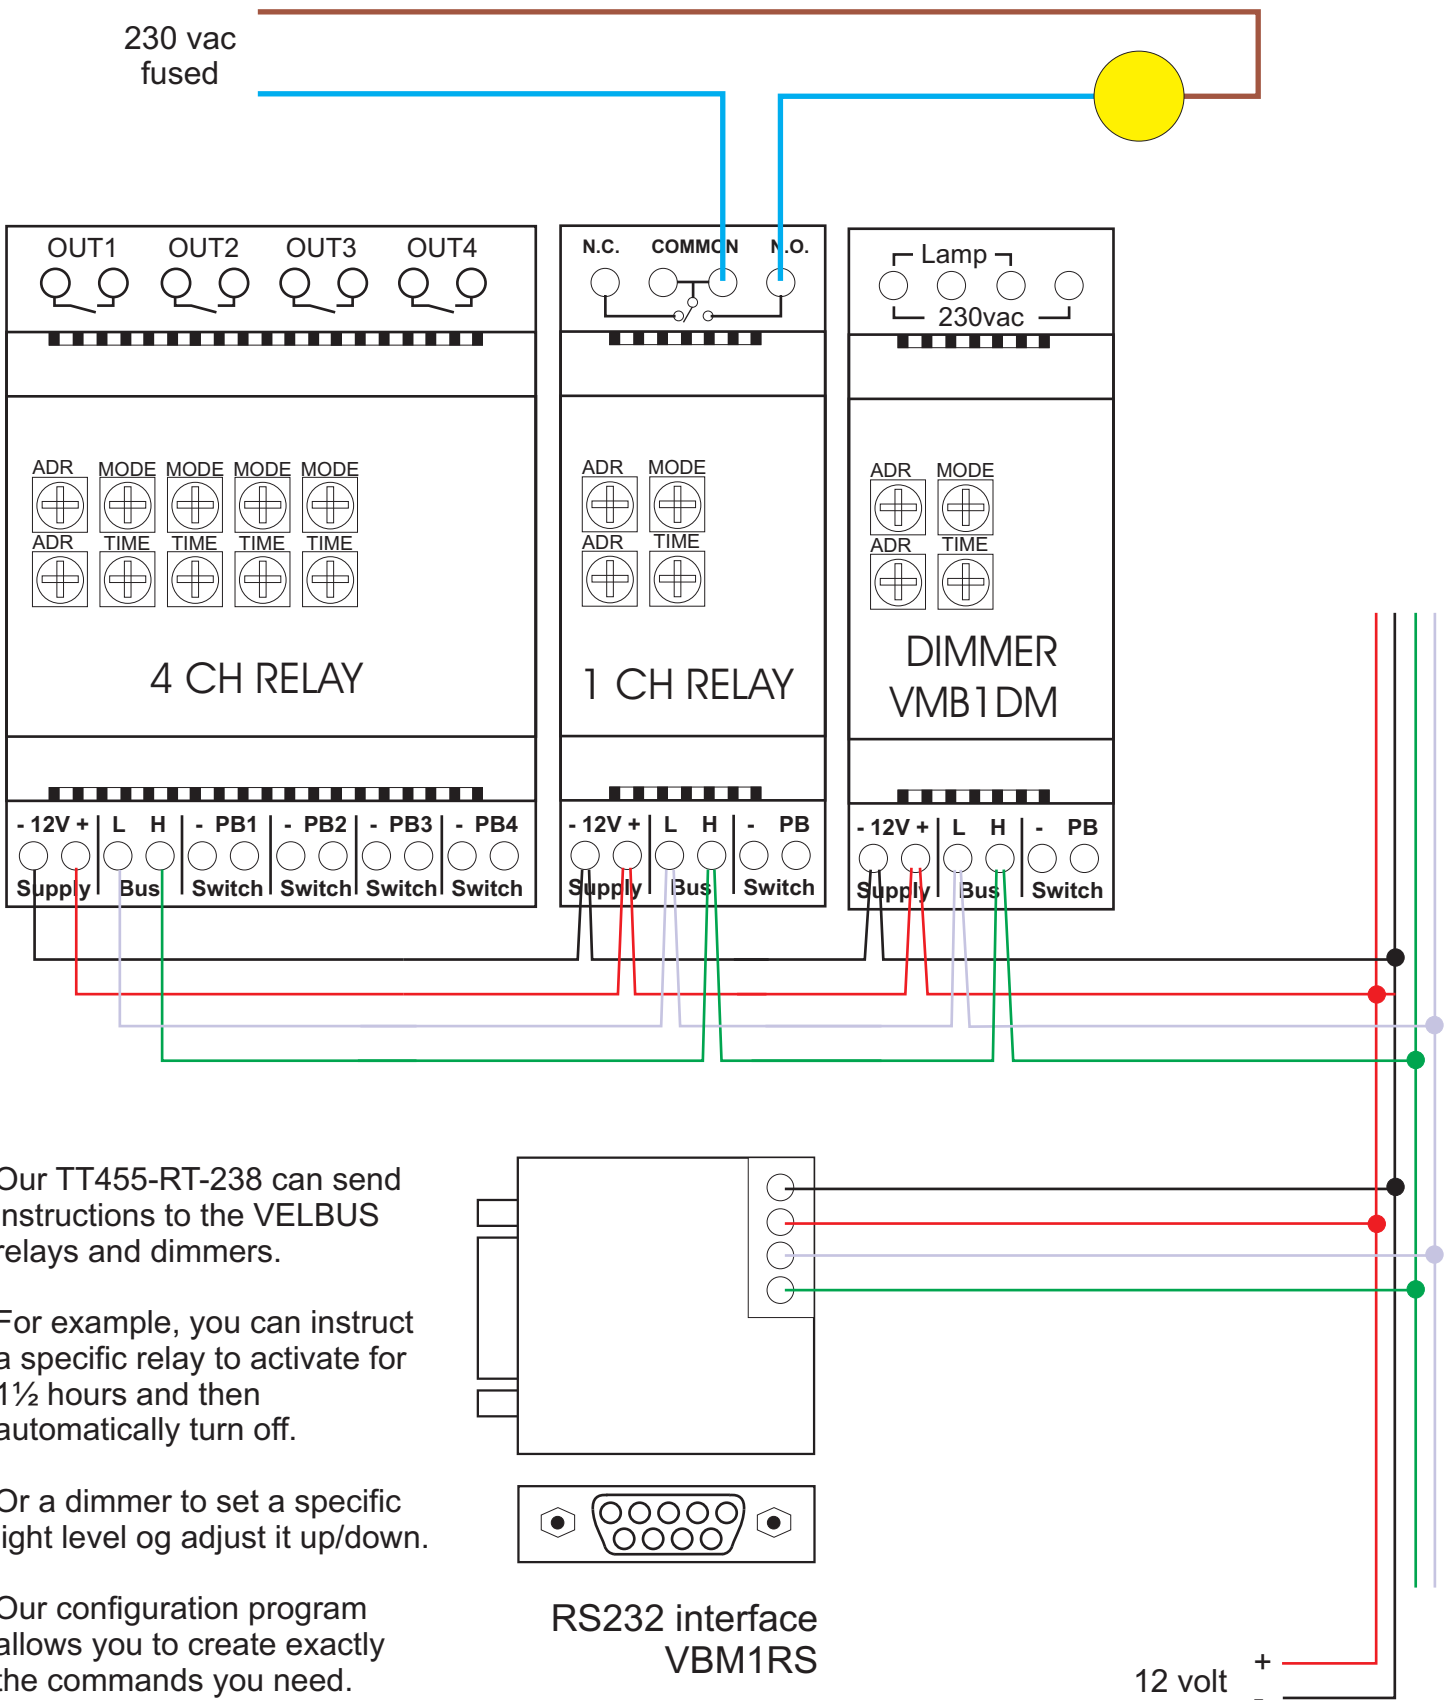 230 vac
fused
OUT1 OUT2 OUT3 OUT4
N.C. COMMON N.O.
Lamp
230vac
ADR MODE MODE MODE MODE
ADR TIME TIME TIME TIME
4 CH RELAY
ADR MODE
ADR TIME
1 CH RELAY
ADR MODE
ADR TIME
DIMMER
VMB1DM
- 12V + L H - PB1 - PB2 - PB3 - PB4
Supply Bus Switch Switch Switch Switch
- 12V + L H - PB
Supply Bus Switch
- 12V + L H - PB
Supply Bus Switch
Our TT455-RT-238 can send
instructions to the VELBUS
relays and dimmers.
For example, you can instruct
a specific relay to activate for
1½ hours and then
automatically turn off.
Or a dimmer to set a specific
light level og adjust it up/down.
Our configuration program
allows you to create exactly
the commands you need.
RS232 interface
VBM1RS
12 volt +
-